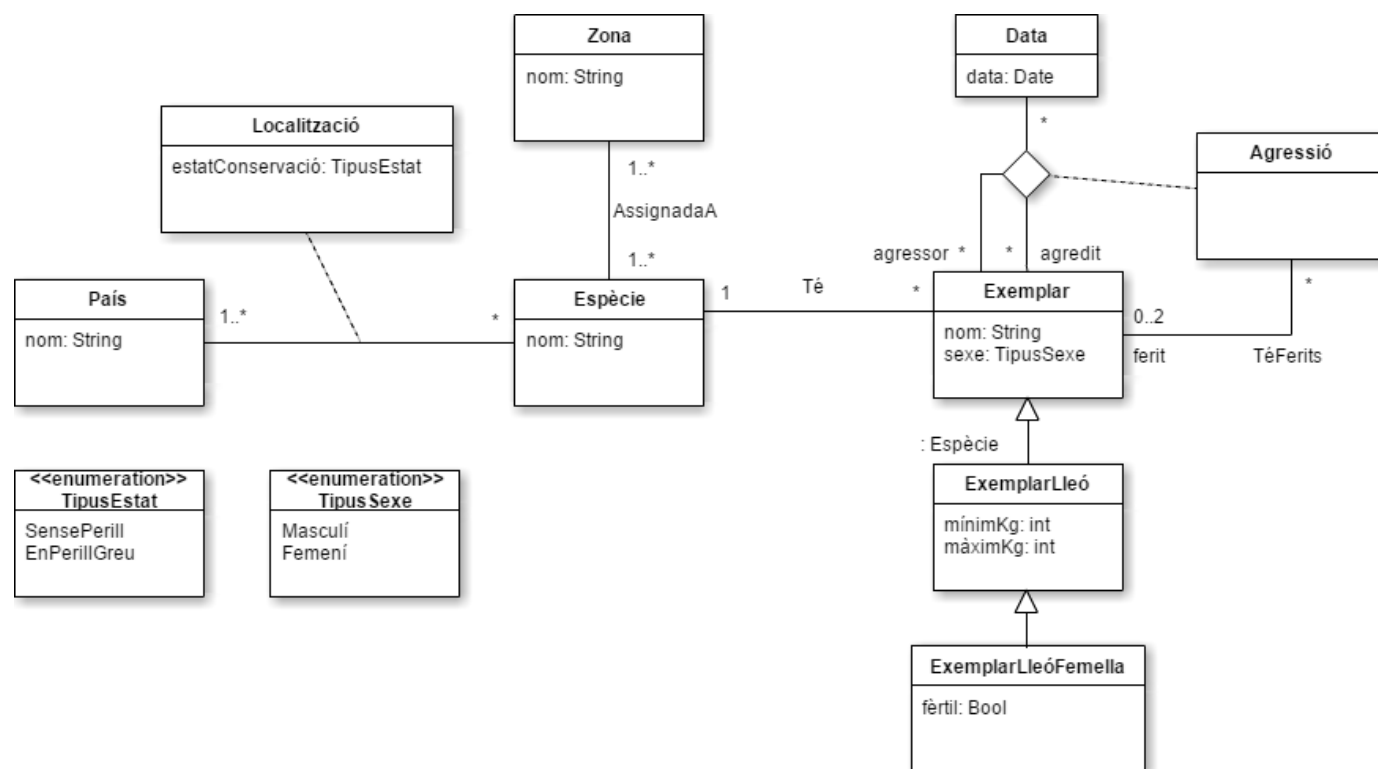 Zona
nom: String
Data
data: Date
*
Localització
estatConservació: TipusEstat
Agressió
1..*
AssignadaA
1..*
agressor *
* agredit
País
nom: String
1..*
*
Espècie
nom: String
1
Té
*
Exemplar
nom: String
sexe: TipusSexe
0..2
ferit
*
TéFerits
: Espècie
<<enumeration>>
TipusEstat
SensePerill
EnPerillGreu
<<enumeration>>
TipusSexe
Masculí
Femení
ExemplarLleó
mínimKg: int
màximKg: int
ExemplarLleóFemella
fèrtil: Bool